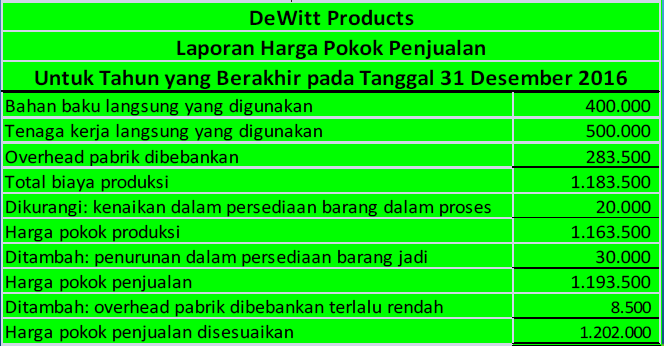 DeWitt Products
Laporan Harga Pokok Penjualan
Untuk Tahun yang Berakhir pada Tanggal 31 Desember 2016
Bahan baku langsung yang digunakan 400.000
Tenaga kerja langsung yang digunakan 500.000
Overhead pabrik dibebankan 283.500
Total biaya produksi 1.183.500
Dikurangi: kenaikan dalam persediaan barang dalam proses 20.000
Harga pokok produksi 1.163.500
Ditambah: penurunan dalam persediaan barang jadi 30.000
Harga pokok penjualan 1.193.500
Ditambah: overhead pabrik dibebankan terlalu rendah 8.500
Harga pokok penjualan disesuaikan 1.202.000